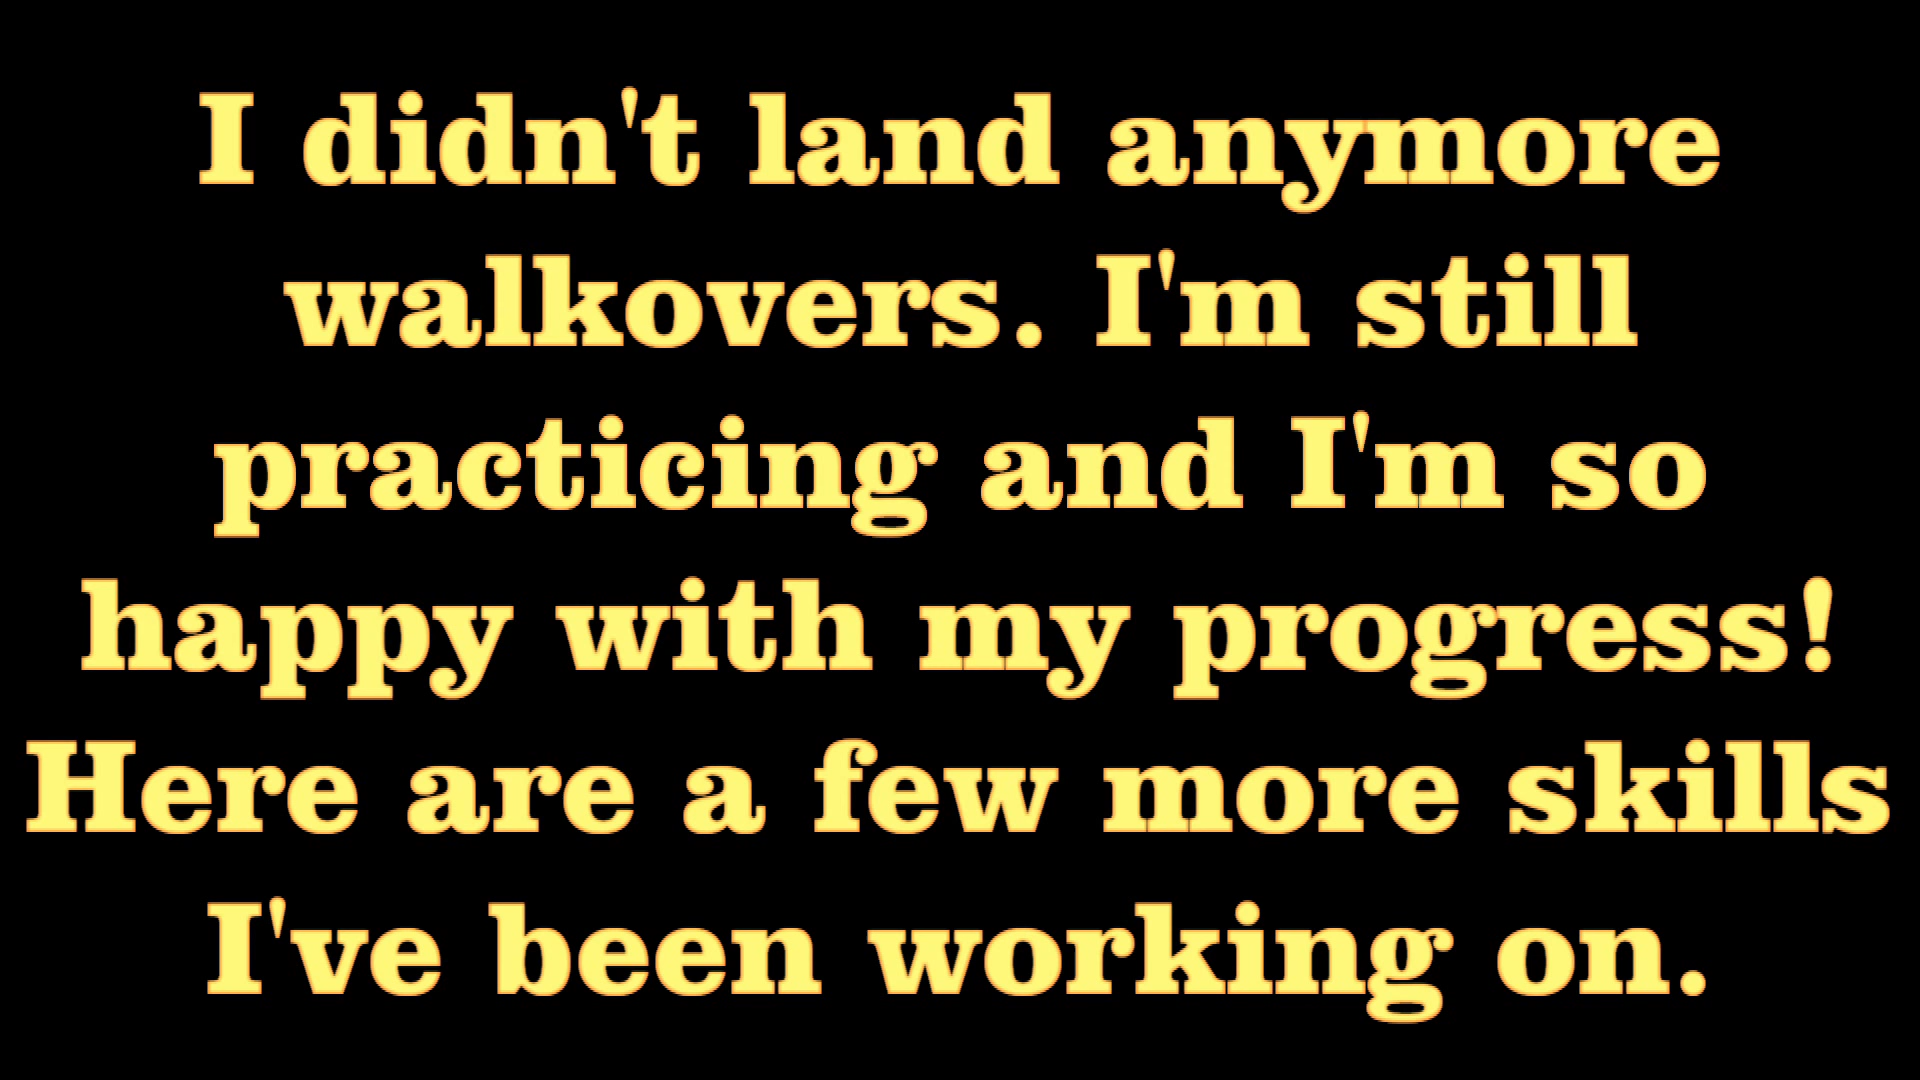 I didn't land anymore
walkovers. I'm still
practicing and I'm so
happy with my progress!
Here are a few more skills
I've been working on.